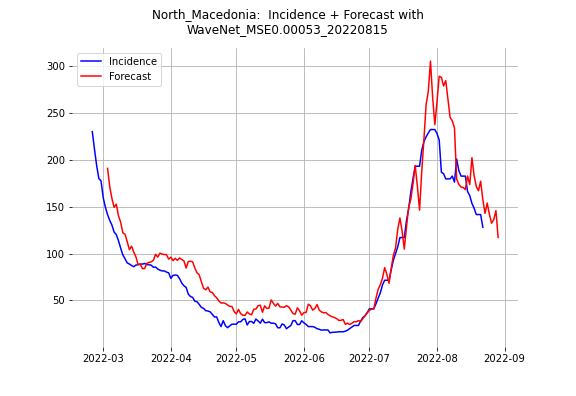 North_Macedonia:  Incidence + Forecast with
WaveNet_MSE0.00053_20220815
Incidence
Forecast
300
250
200
150
100
50
2022-03 2022-04 2022-05 2022-06 2022-07 2022-08 2022-09